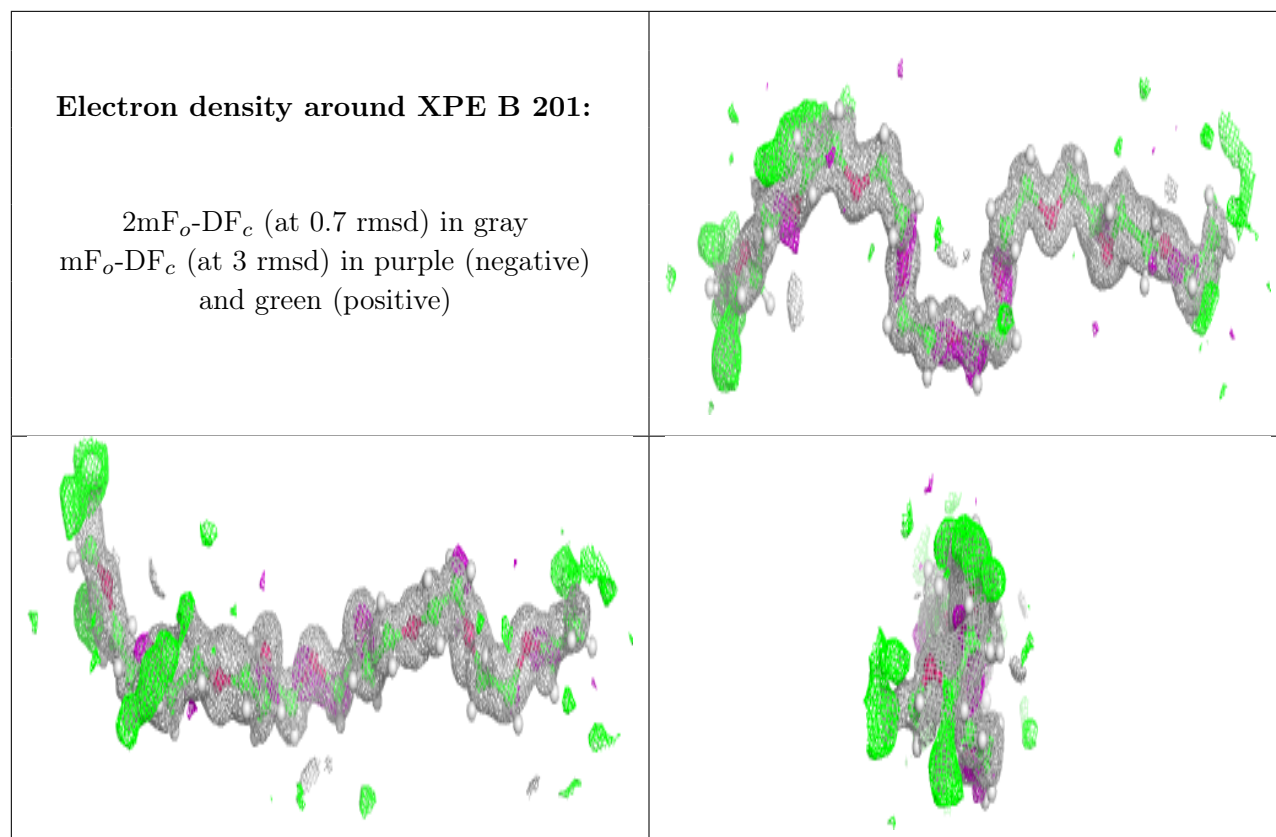 Electron density around XPE B 201:
2mFo-DFc (at 0.7 rmsd) in gray
mFo-DFc (at 3 rmsd) in purple (negative)
and green (positive)